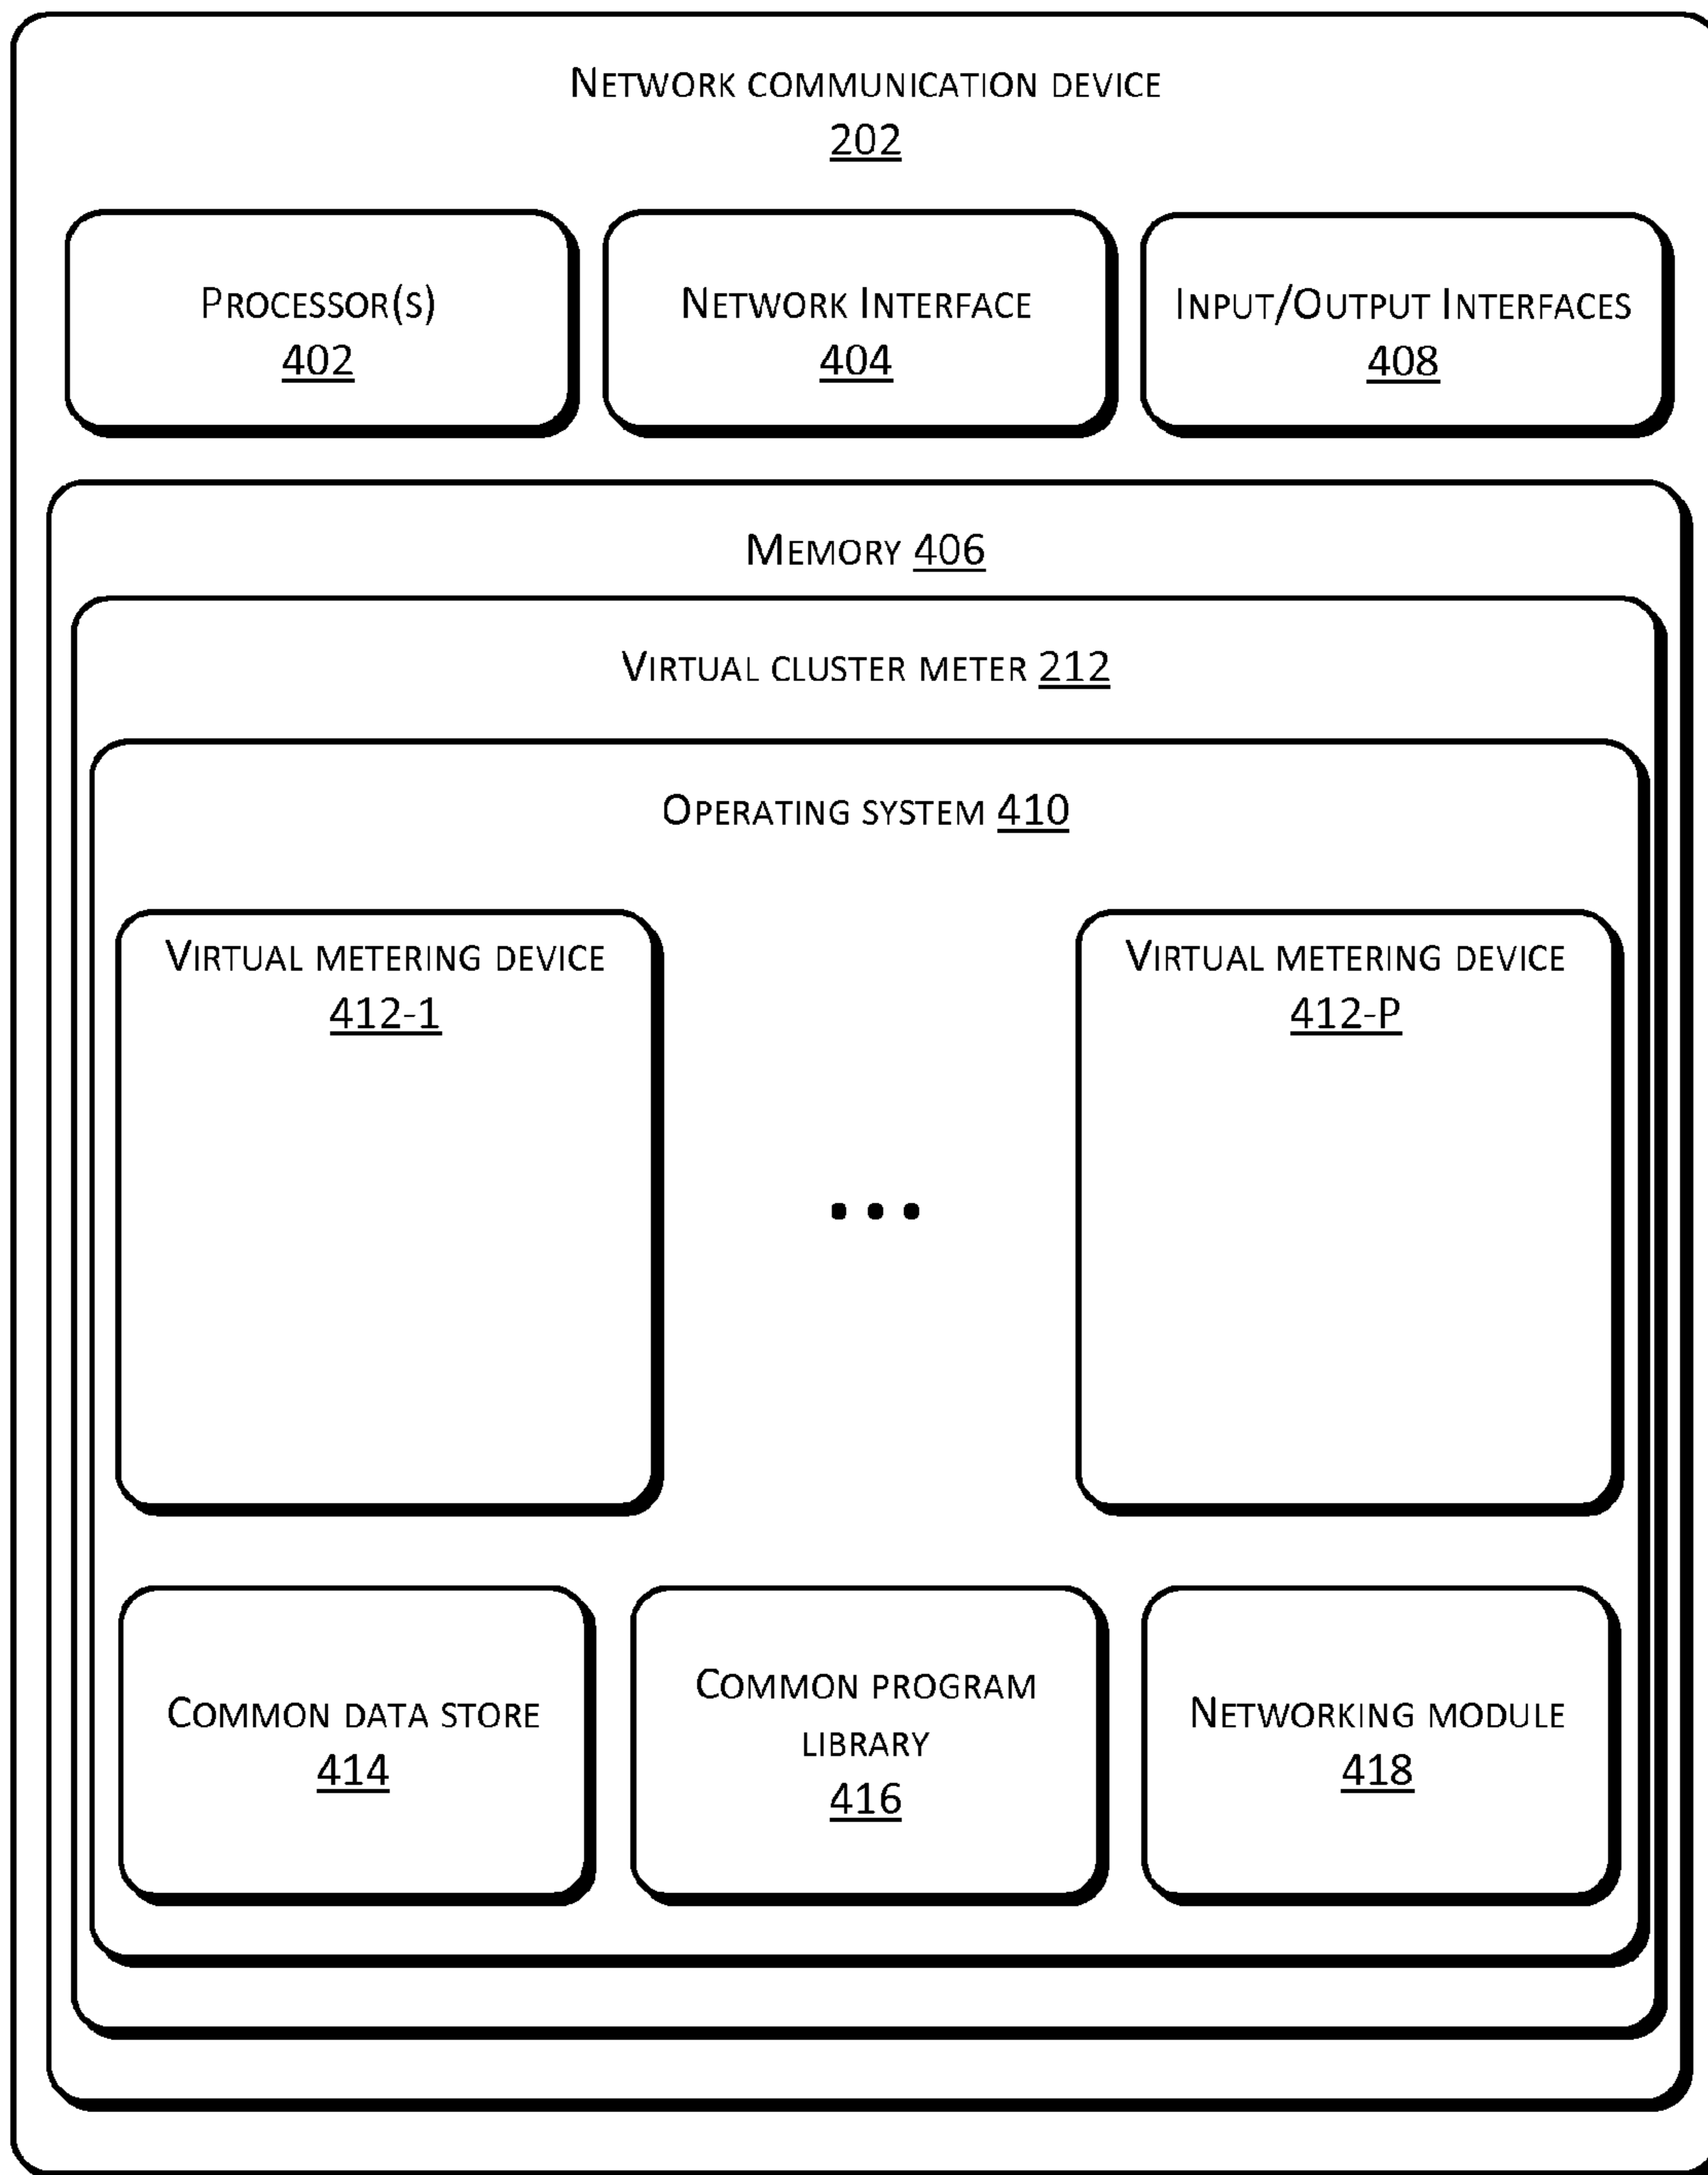 NETWORK COMMUNICATION DEVICE
202
PROCESSOR(S)
402
NETWORK INTERFACE
404
INPUT/OUTPUT INTERFACES
408
MEMORY 406
VIRTUAL CLUSTER METER 212
OPERATING SYSTEM 410
VIRTUAL METERING DEVICE
412-1
...
VIRTUAL METERING DEVICE
412-P
COMMON DATA STORE
414
COMMON PROGRAM
LIBRARY
416
NETWORKING MODULE
418